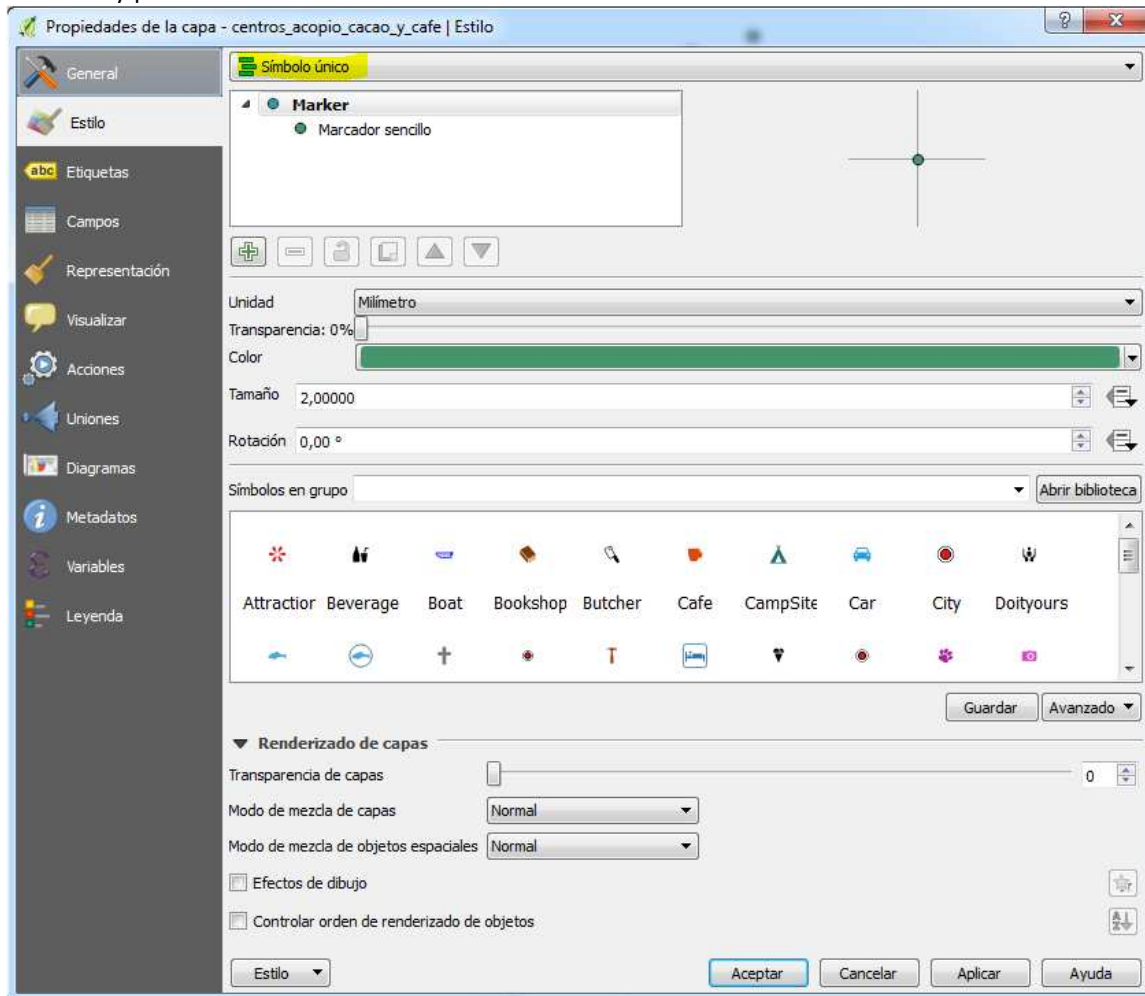 Propiedades de la capa - centros_acopio_cacao_y_cafe | Estilo
General
Estilo
abc Etiquetas
Campos
Representación
Visualizar
Acciones
Uniones
Diagramas
Metadatos
Variables
Leyenda
Símbolo único
Marker
Marcador sencillo
Unidad Milímetro
Transparencia: 0%
Color
Tamaño 2,00000
Rotación 0,00 °
Símbolos en grupo Abrir biblioteca
Attraction Beverage Boat Bookshop Butcher Cafe CampSite Car City Doityours
Guardar Avanzado
Renderizado de capas
Transparencia de capas 0
Modo de mezcla de capas Normal
Modo de mezcla de objetos espaciales Normal
Efectos de dibujo
Controlar orden de renderizado de objetos
Estilo Aceptar Cancelar Aplicar Ayuda